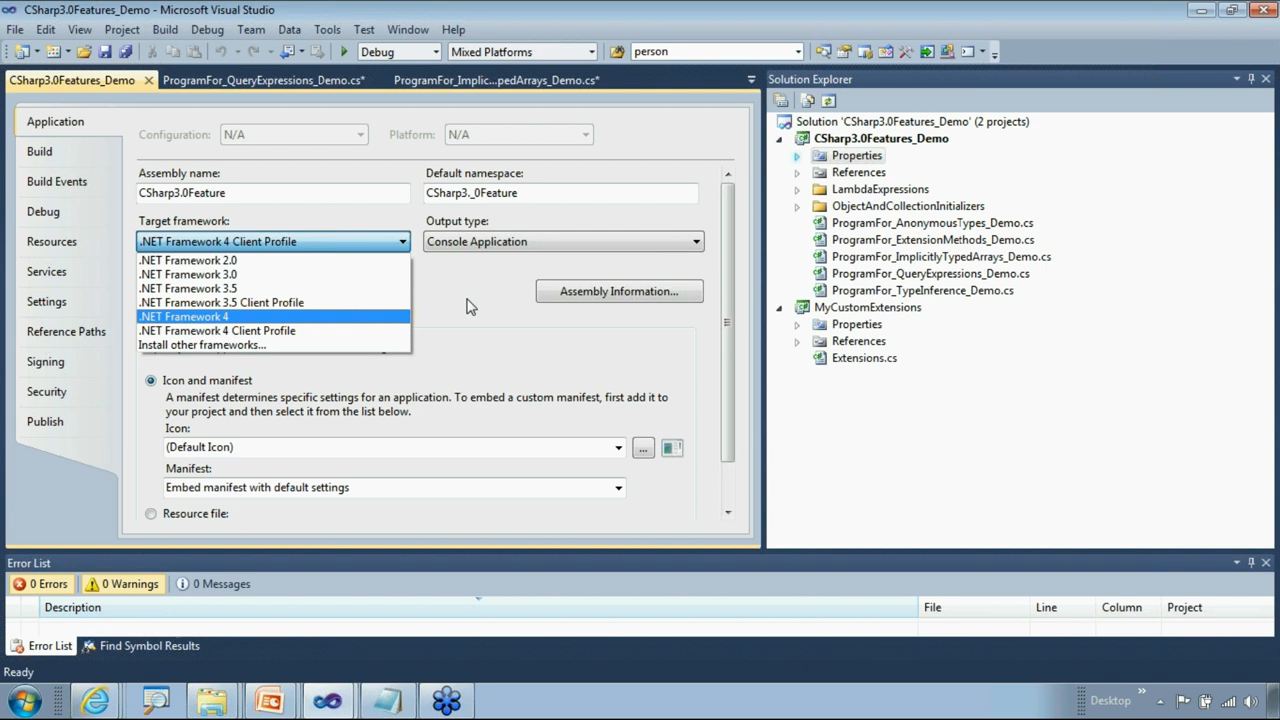 CSharp3.0Features_Demo - Microsoft Visual Studio
File Edit View Project Build Debug Team Data Tools Test Window Help
Debug Mixed Platforms person
CSharp3.0Features_Demo ProgramFor_QueryExpressions_Demo.cs* ProgramFor_Implic...pedArrays_Demo.cs*
Application
Build
Build Events
Debug
Resources
Services
Settings
Reference Paths
Signing
Security
Publish
Configuration: N/A Platform: N/A
Assembly name: Default namespace:
CSharp3.0Feature CSharp3._0Feature
Target framework: Output type:
.NET Framework 4 Client Profile Console Application
.NET Framework 2.0
.NET Framework 3.0
.NET Framework 3.5
.NET Framework 3.5 Client Profile
.NET Framework 4
.NET Framework 4 Client Profile
Install other frameworks...
Assembly Information...
Icon and manifest
A manifest determines specific settings for an application. To embed a custom manifest, first add it to
your project and then select it from the list below.
Icon:
(Default Icon) ...
Manifest:
Embed manifest with default settings
Resource file:
Solution Explorer
Solution 'CSharp3.0Features_Demo' (2 projects)
CSharp3.0Features_Demo
Properties
References
LambdaExpressions
ObjectAndCollectionInitializers
ProgramFor_AnonymousTypes_Demo.cs
ProgramFor_ExtensionMethods_Demo.cs
ProgramFor_ImplicitlyTypedArrays_Demo.cs
ProgramFor_QueryExpressions_Demo.cs
ProgramFor_TypeInference_Demo.cs
MyCustomExtensions
Properties
References
Extensions.cs
Error List
0 Errors 0 Warnings 0 Messages
Description File Line Column Project
Error List Find Symbol Results
Ready
Desktop